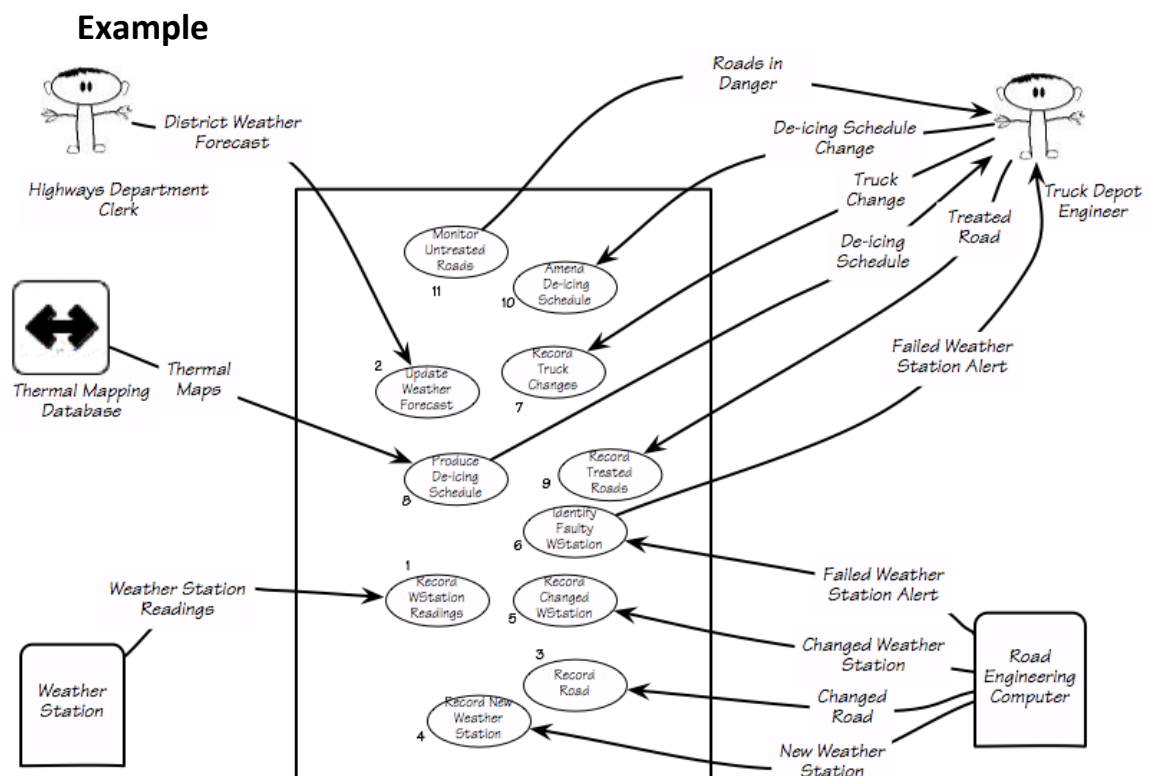 Example
Roads in
Danger
District Weather
Forecast
De-icing Schedule
Change
Highways Department
Clerk
Truck
Change
Truck Depot
Engineer
Treated
Road
De-icing
Schedule
Monitor
Untreated
Roads
11
Amend
De-icing
Schedule
10
Failed Weather
Station Alert
Thermal
Maps
Thermal Mapping
Database
2
Update
Weather
Forecast
Record
Truck
Changes
7
Produce
De-icing
Schedule
8
Record
Treated
Roads
9
Identify
Faulty
WStation
6
Weather Station
Readings
1
Record
WStation
Readings
Record
Changed
WStation
5
Failed Weather
Station Alert
Changed Weather
Station
Road
Engineering
Computer
Weather
Station
3
Record
Road
Changed
Road
Record New
Weather
Station
4
New Weather
Station